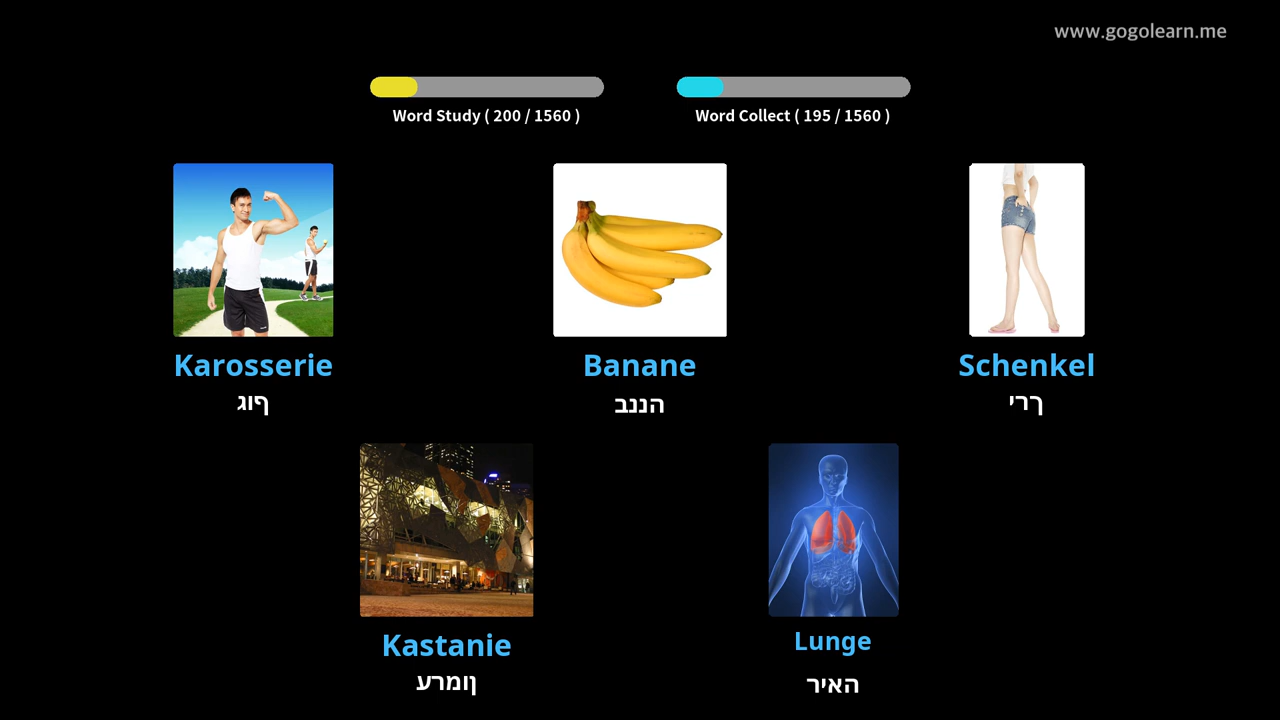 www.gogolearn.me
Word Study ( 200 / 1560 )
Word Collect ( 195 / 1560 )
Karosserie
ףוג
Banane
הננב
Schenkel
ךרי
Kastanie
ןומרע
Lunge
האיר